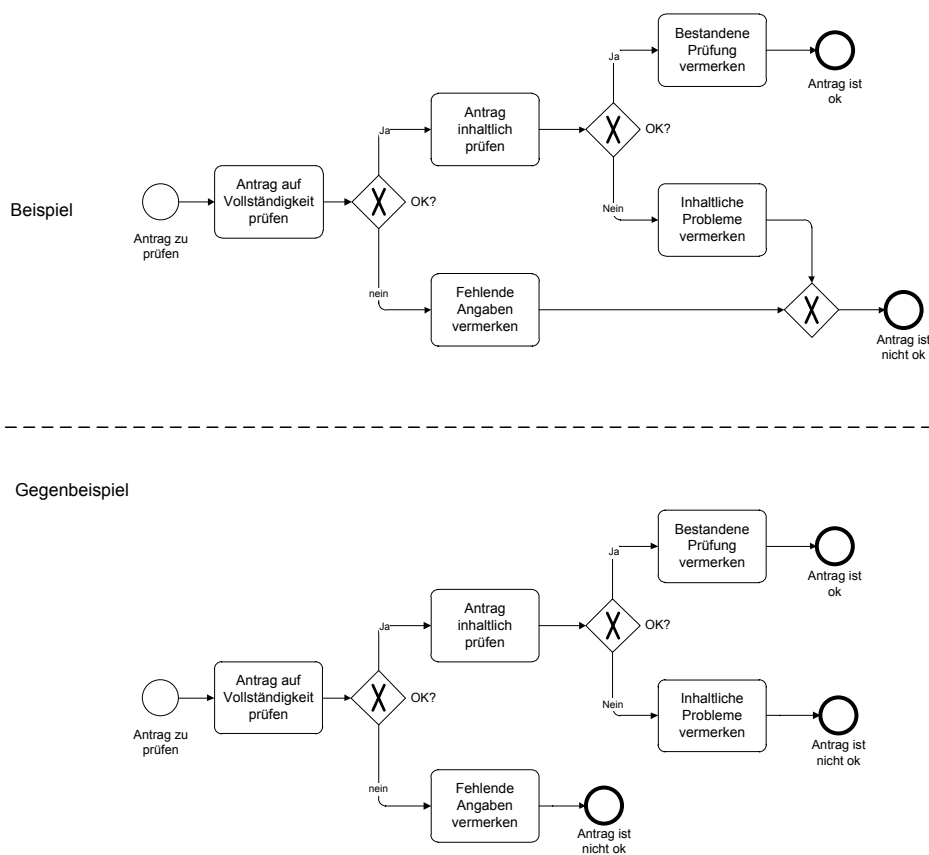 Beispiel
Antrag zu
prüfen
Antrag auf
Vollständigkeit
prüfen
OK?
Ja
nein
Antrag
inhaltlich
prüfen
Fehlende
Angaben
vermerken
OK?
Ja
Nein
Bestandene
Prüfung
vermerken
Inhaltliche
Probleme
vermerken
Antrag ist
ok
Antrag ist
nicht ok
Gegenbeispiel
Antrag zu
prüfen
Antrag auf
Vollständigkeit
prüfen
OK?
Ja
nein
Antrag
inhaltlich
prüfen
Fehlende
Angaben
vermerken
Antrag ist
nicht ok
OK?
Ja
Nein
Bestandene
Prüfung
vermerken
Inhaltliche
Probleme
vermerken
Antrag ist
ok
Antrag ist
nicht ok